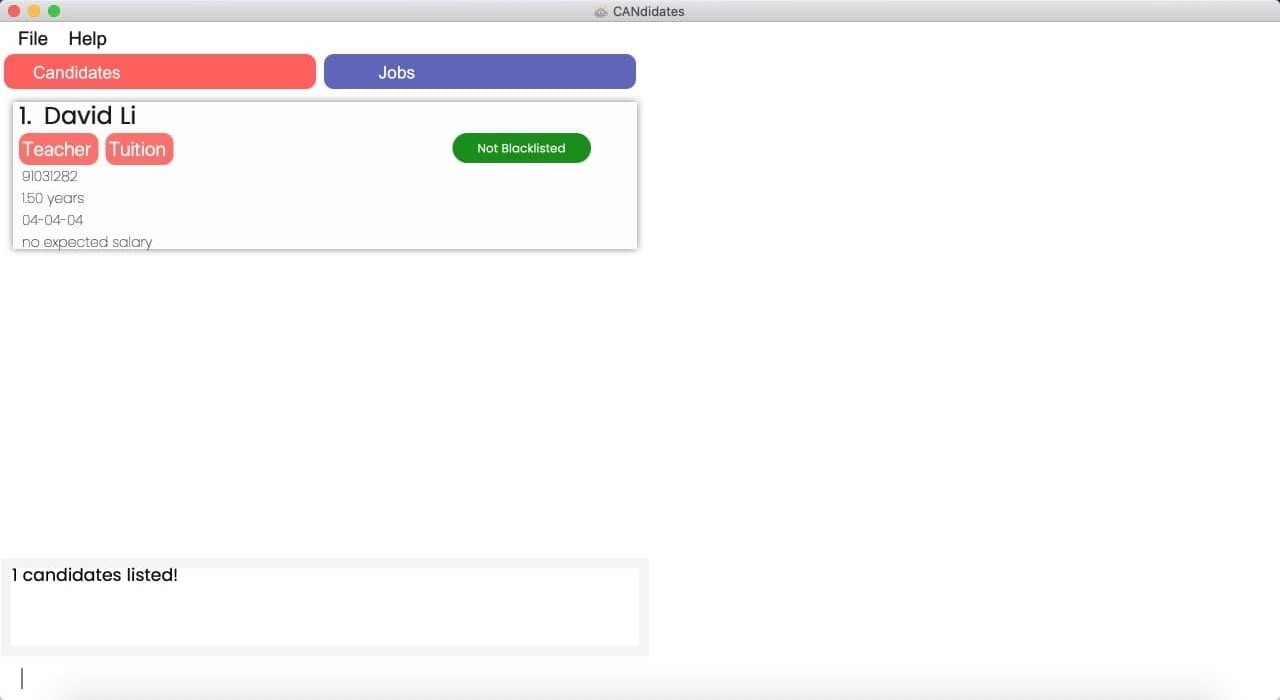 CANdidates
File Help
Candidates Jobs
1. David Li
Teacher Tuition Not Blacklisted
91031282
1.50 years
04-04-04
no expected salary
1 candidates listed!